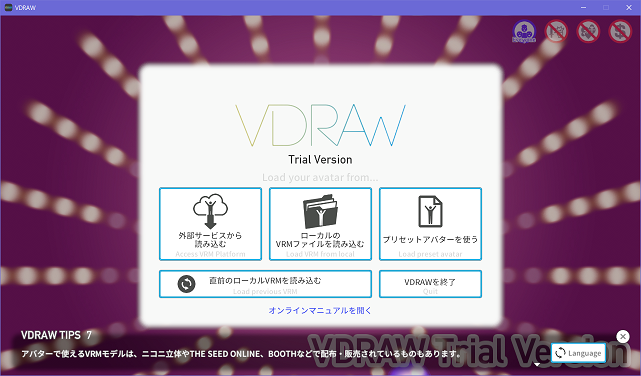 VDRAW
VDRAW
Trial Version
Load your avatar from...
外部サービスから
読み込む
Access VRM Platform
ローカルの
VRMファイルを読み込む
Load VRM from local
プリセットアバターを使う
Load preset avatar
直前のローカルVRMを読み込む
Load previous VRM
VDRAWを終了
Quit
オンラインマニュアルを開く
VDRAW TIPS 7
VDRAW Trial Version
アバターで使えるVRMモデルは、ニコニ立体やTHE SEED ONLINE、BOOTHなどで配布・販売されているものもあります。
Language